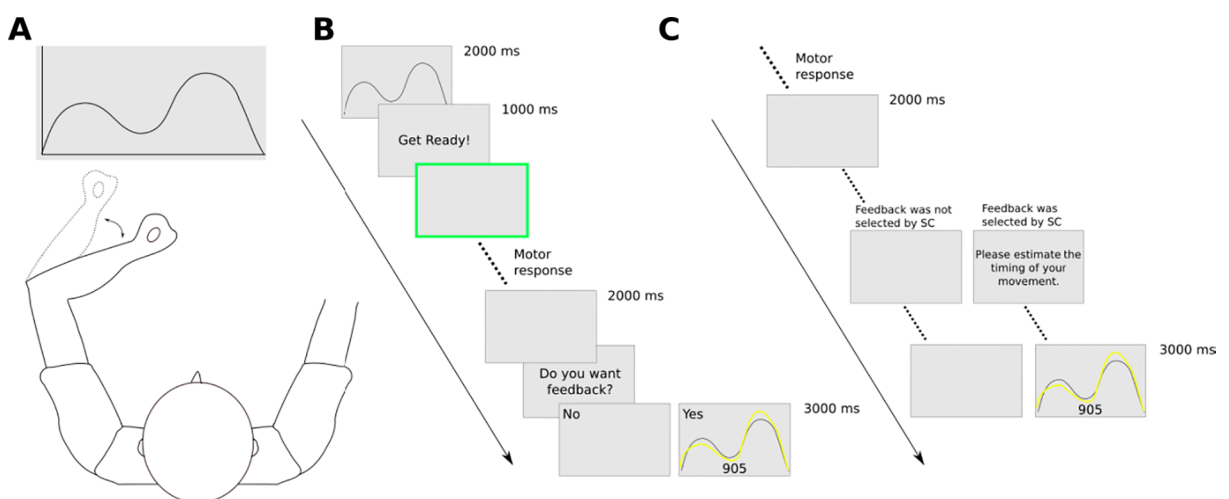 A
B
2000 ms
1000 ms
Get Ready!
Motor
response
2000 ms
Do you want
feedback?
No
Yes
905
3000 ms
C
Motor
response
2000 ms
Feedback was not
selected by SC
Feedback was
selected by SC
Please estimate the
timing of your
movement.
905
3000 ms